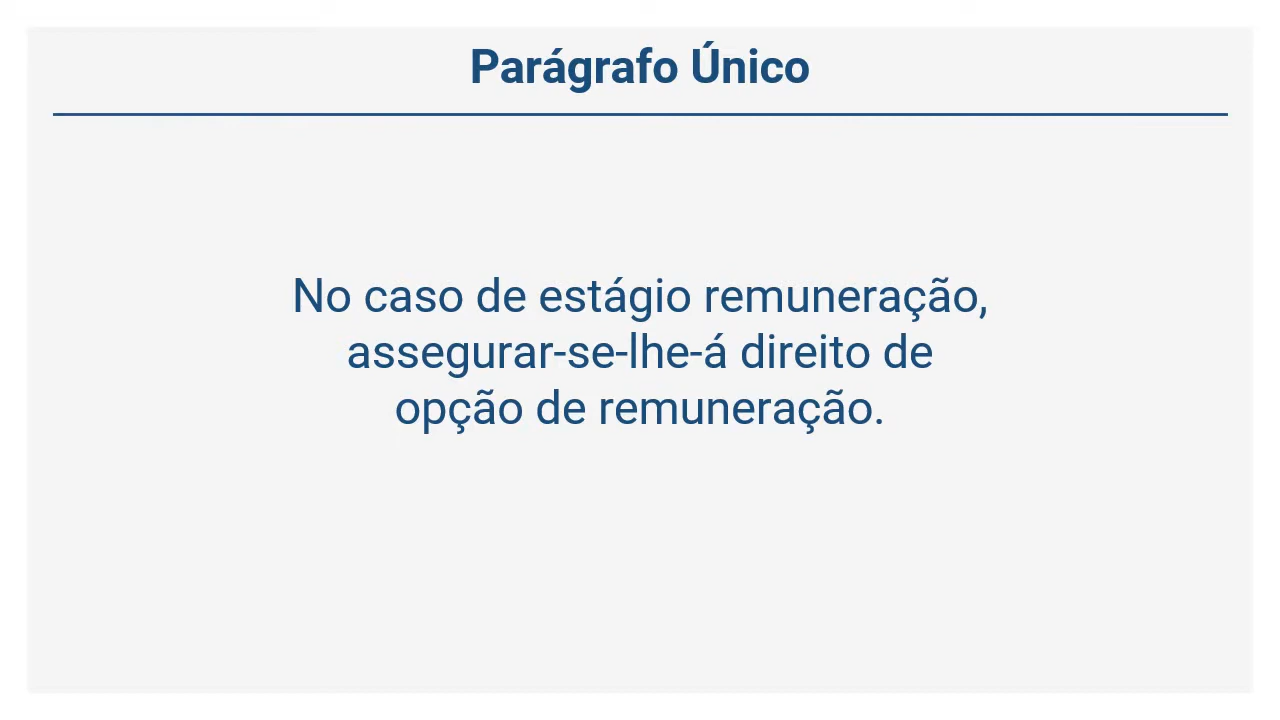 Parágrafo Único
No caso de estágio remuneração,
assegurar-se-lhe-á direito de
opção de remuneração.